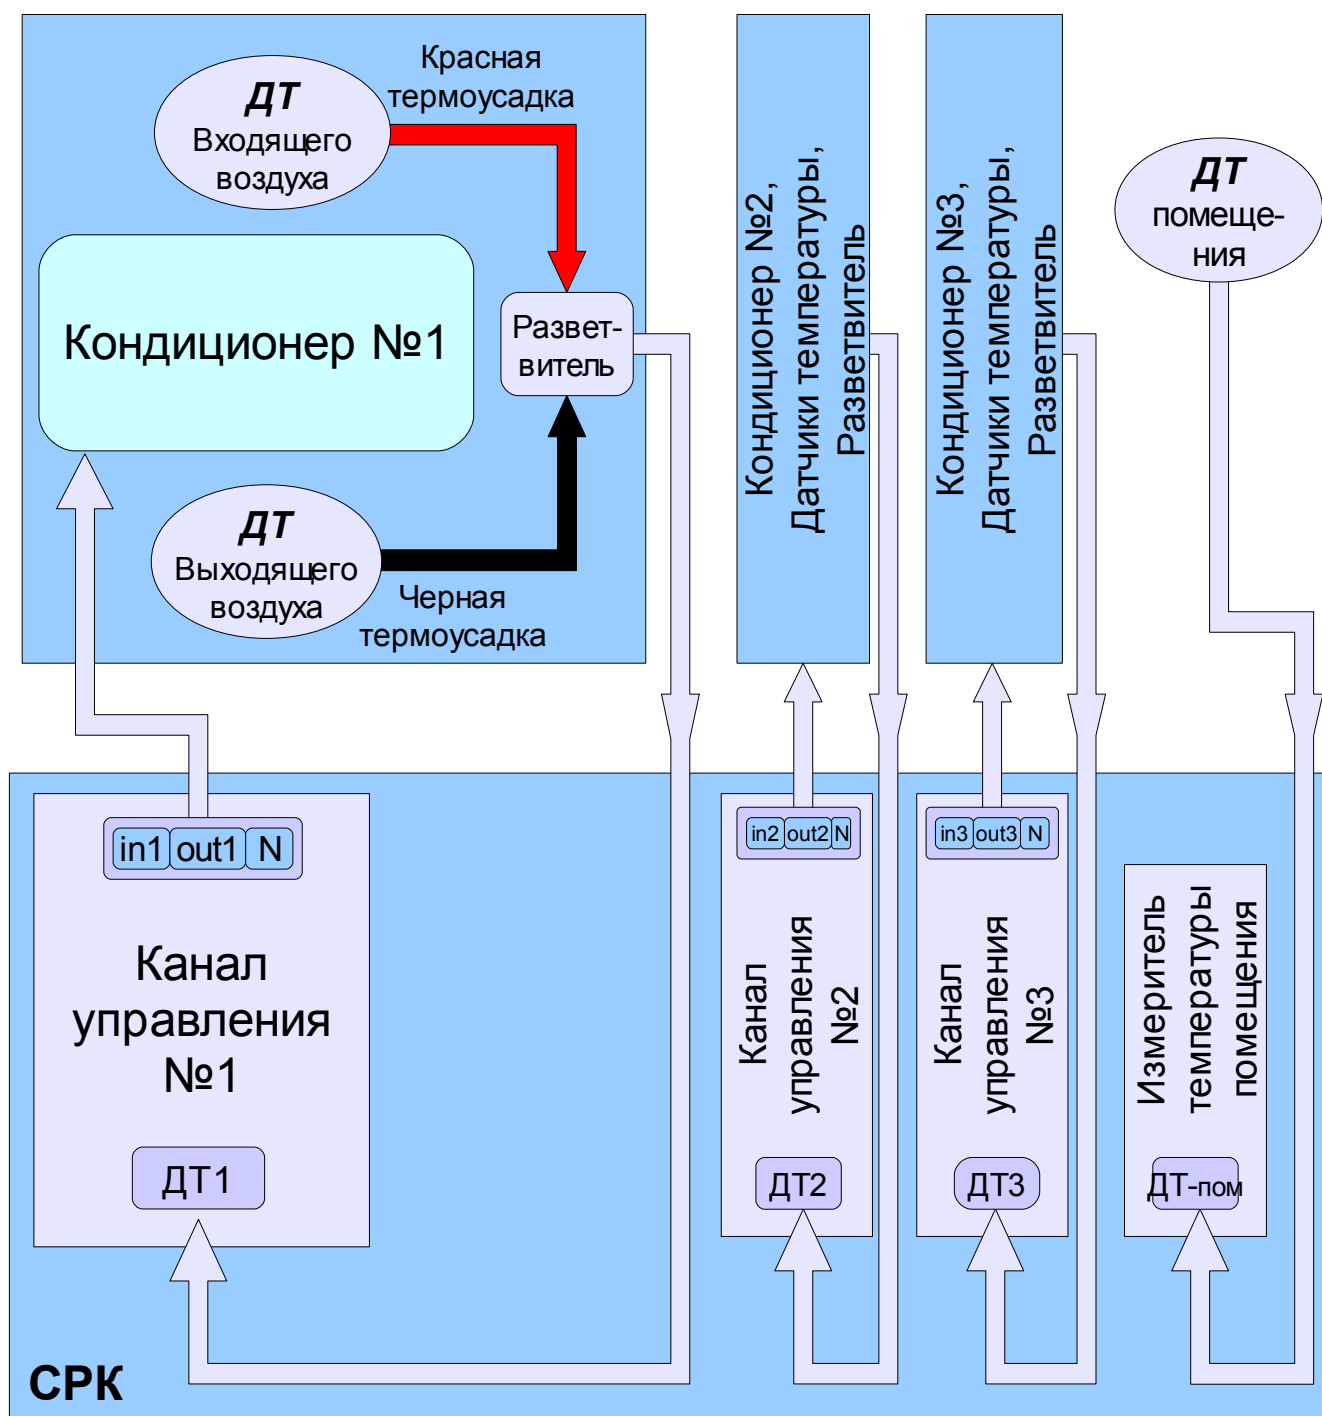 Красная
термоусадка
ДТ
Входящего
воздуха
Кондиционер №1
Развет-
витель
ДТ
Выходящего
воздуха
Черная
термоусадка
Кондиционер №2,
Датчики температуры,
Разветвитель
Кондиционер №3,
Датчики температуры,
Разветвитель
ДТ
помеще-
ния
in1 out1 N
Канал
управления
№1
ДТ1
in2 out2 N
Канал
управления
№2
ДТ2
in3 out3 N
Канал
управления
№3
ДТ3
Измеритель
температуры
помещения
ДТ-пом
СРК